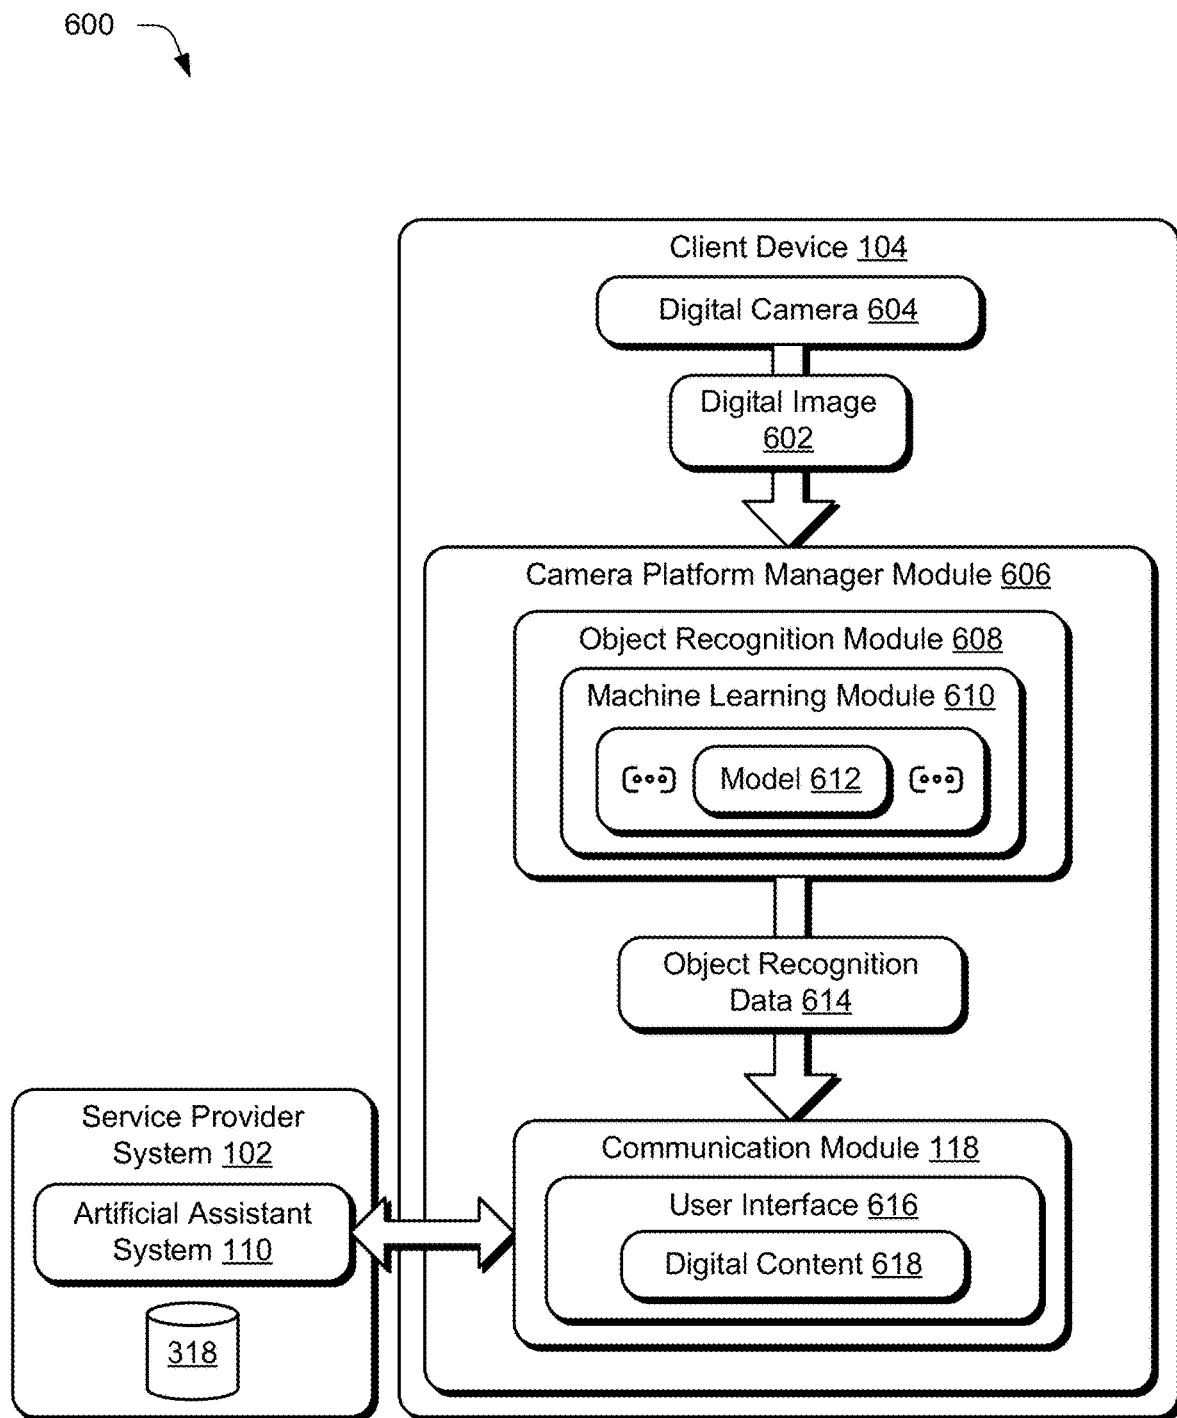 600
Client Device 104
Digital Camera 604
Digital Image
602
Camera Platform Manager Module 606
Object Recognition Module 608
Machine Learning Module 610
Model 612
Object Recognition
Data 614
Service Provider
System 102
Artificial Assistant
System 110
318
Communication Module 118
User Interface 616
Digital Content 618